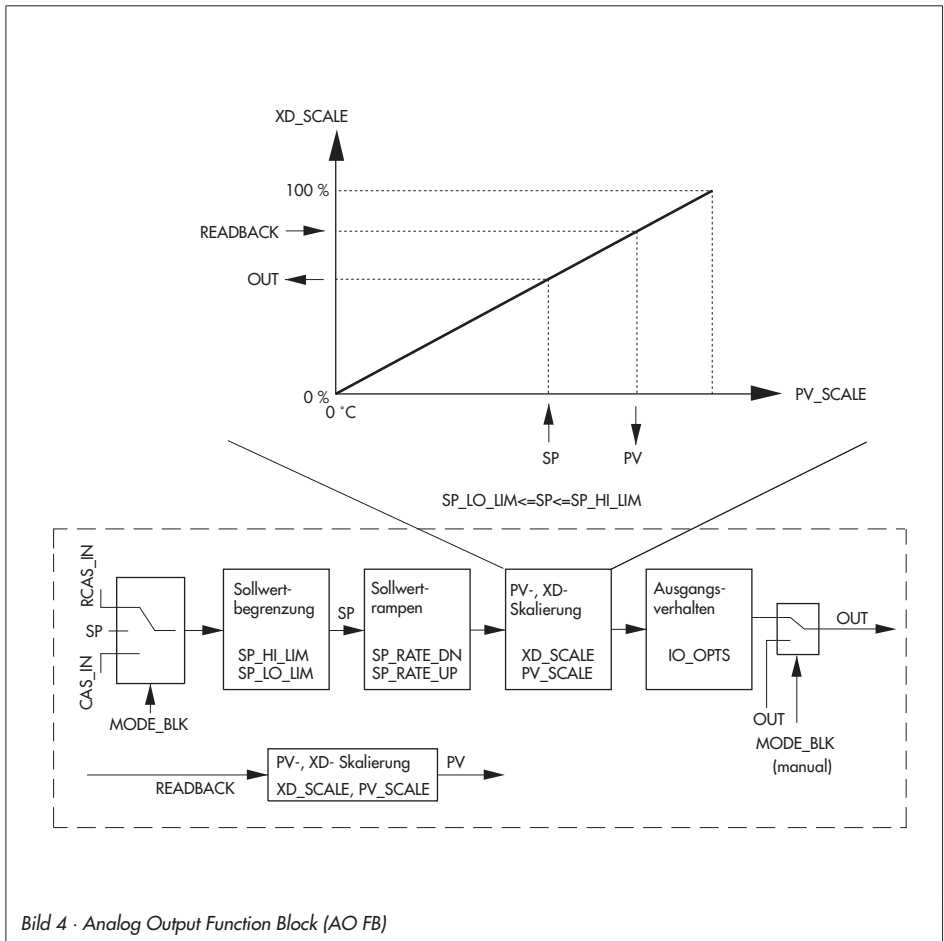 XD_SCALE
100 %
READBACK
OUT
0 %
0 °C
PV_SCALE
SP
PV
SP_LO_LIM<=SP<=SP_HI_LIM
RCAS_IN
SP
CAS_IN
MODE_BLK
Sollwert-
begrenzung
SP_HI_LIM
SP_LO_LIM
SP
Sollwert-
rampen
SP_RATE_DN
SP_RATE_UP
PV-, XD-
Skalierung
XD_SCALE
PV_SCALE
Ausgangs-
verhalten
IO_OPTS
OUT
OUT
MODE_BLK
(manual)
READBACK
PV-, XD- Skalierung
XD_SCALE, PV_SCALE
PV
Bild 4 · Analog Output Function Block (AO FB)